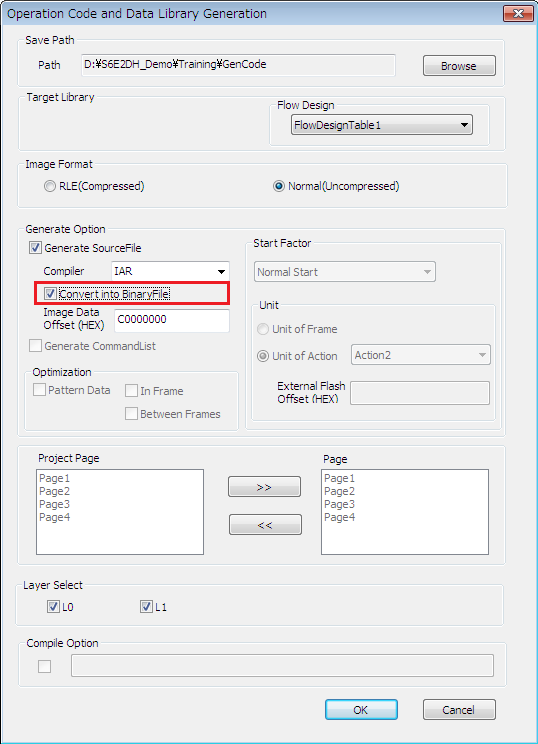 Operation Code and Data Library Generation
Save Path
Path D:¥S6E2DH_Demo¥Training¥GenCode Browse
Target Library
Flow Design
FlowDesignTable1
Image Format
RLE(Compressed) Normal(Uncompressed)
Generate Option
Generate SourceFile
Compiler IAR
Convert into BinaryFile
Image Data
Offset (HEX) C0000000
Generate CommandList
Optimization
Pattern Data In Frame
Between Frames
Start Factor
Normal Start
Unit
Unit of Frame
Unit of Action Action2
External Flash
Offset (HEX)
Project Page
Page1
Page2
Page3
Page4
>>
<<
Page
Page1
Page2
Page3
Page4
Layer Select
L0 L1
Compile Option
OK Cancel